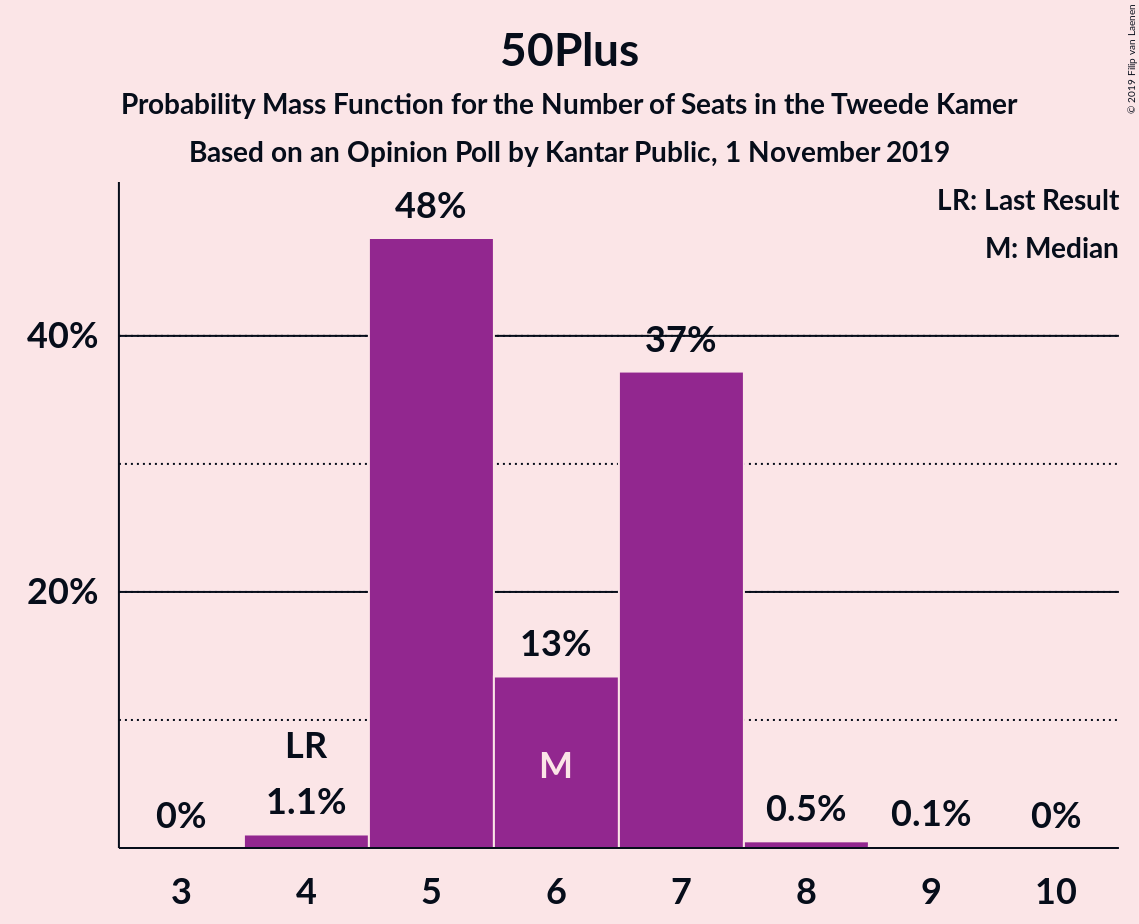 50Plus
Probability Mass Function for the Number of Seats in the Tweede Kamer
Based on an Opinion Poll by Kantar Public, 1 November 2019
© 2019 Filip van Laenen
LR: Last Result
M: Median
48%
40%
37%
20%
13%
LR
M
0%
1.1%
0.5%
0.1%
0%
3 4 5 6 7 8 9 10